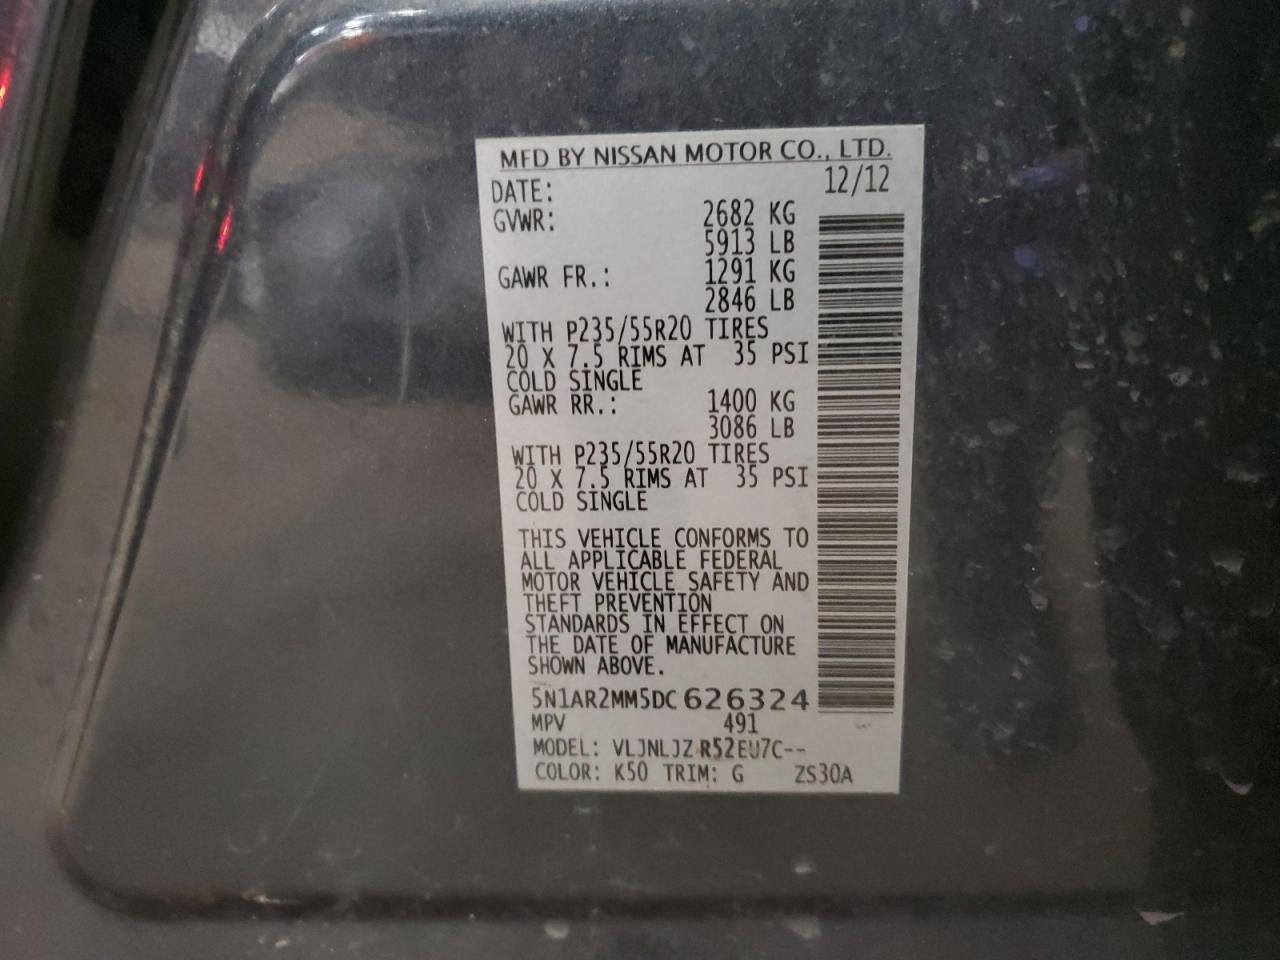 MFD BY NISSAN MOTOR CO., LTD.
DATE: 12/12
GVWR: 2682 KG
5913 LB
GAWR FR.: 1291 KG
2846 LB
WITH P235/55R20 TIRES
20 X 7.5 RIMS AT 35 PSI
COLD SINGLE
GAWR RR.: 1400 KG
3086 LB
WITH P235/55R20 TIRES
20 X 7.5 RIMS AT 35 PSI
COLD SINGLE
THIS VEHICLE CONFORMS TO
ALL APPLICABLE FEDERAL
MOTOR VEHICLE SAFETY AND
THEFT PREVENTION
STANDARDS IN EFFECT ON
THE DATE OF MANUFACTURE
SHOWN ABOVE.
5N1AR2MM5DC626324
MPV 491
MODEL: VLJNLJZ R52EU7C--
COLOR: K50 TRIM: G ZS30A